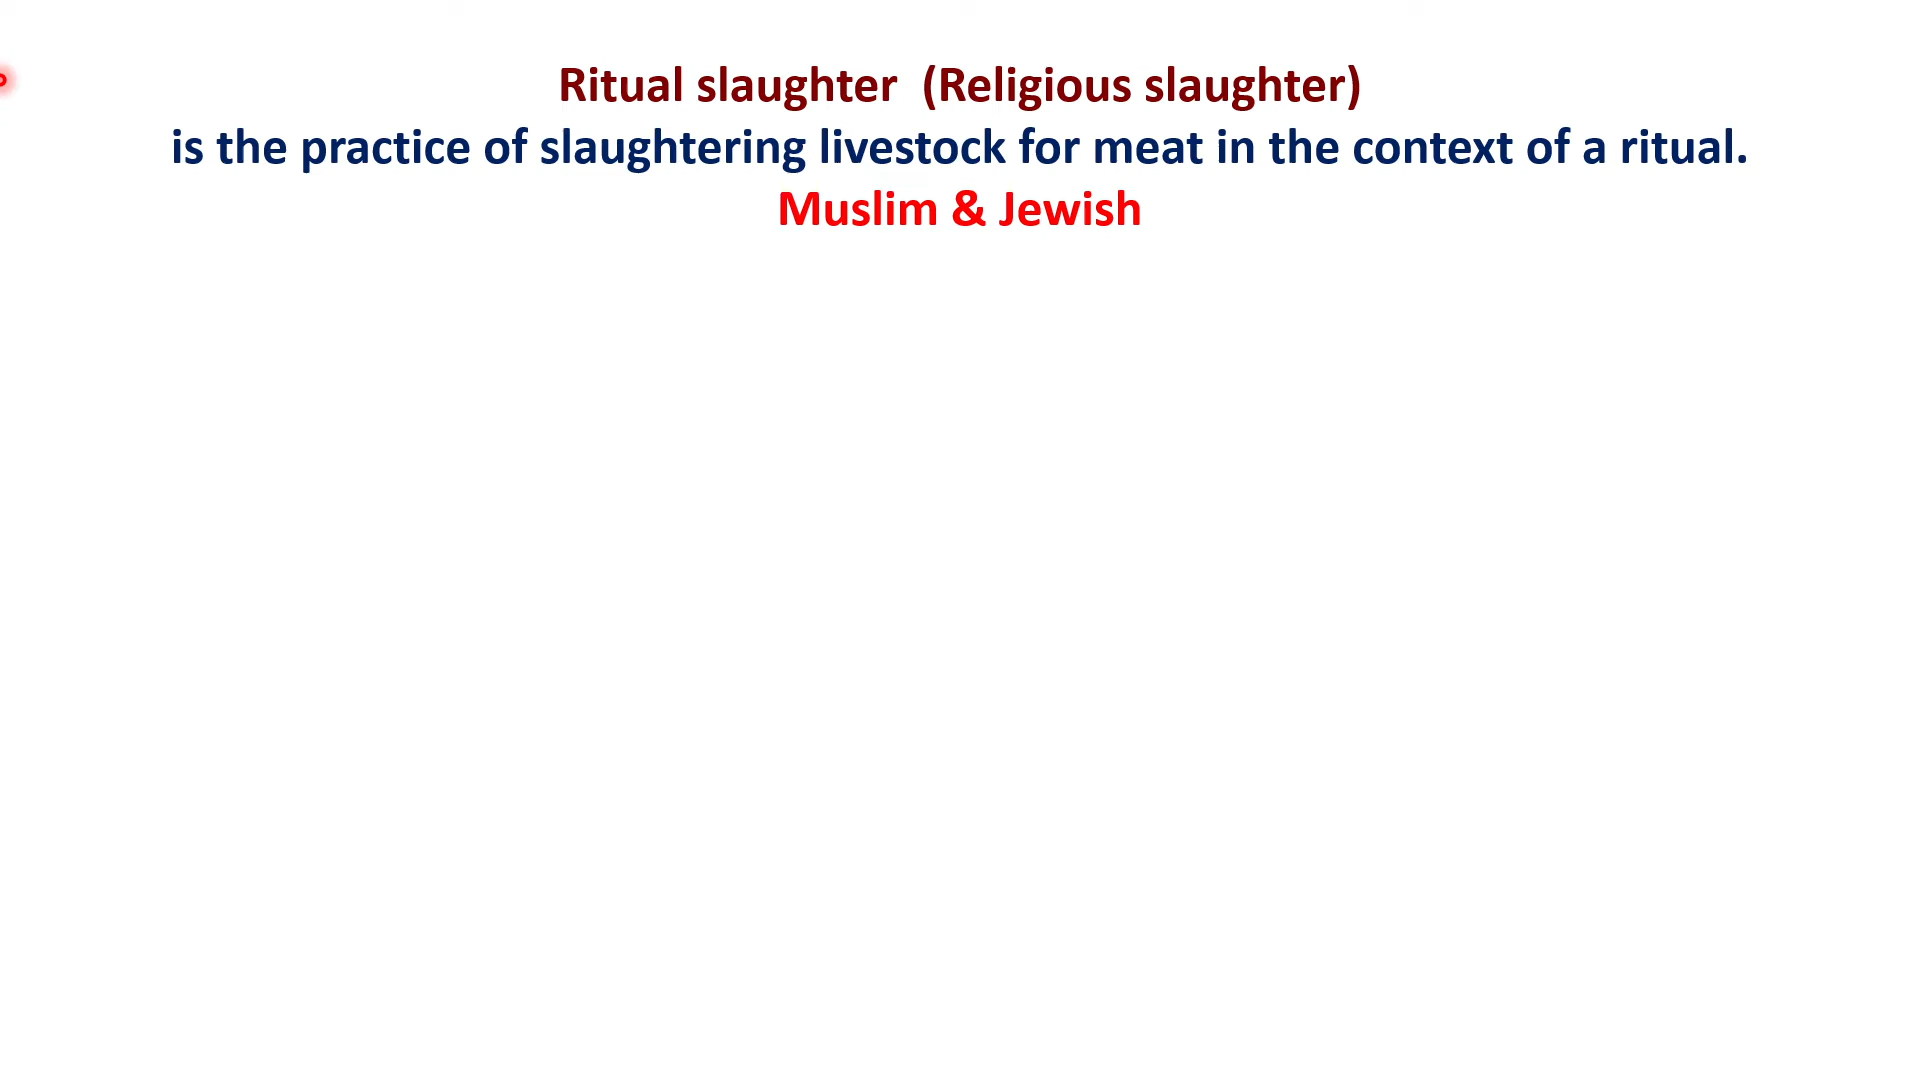 Ritual slaughter  (Religious slaughter)
is the practice of slaughtering livestock for meat in the context of a ritual.
Muslim & Jewish